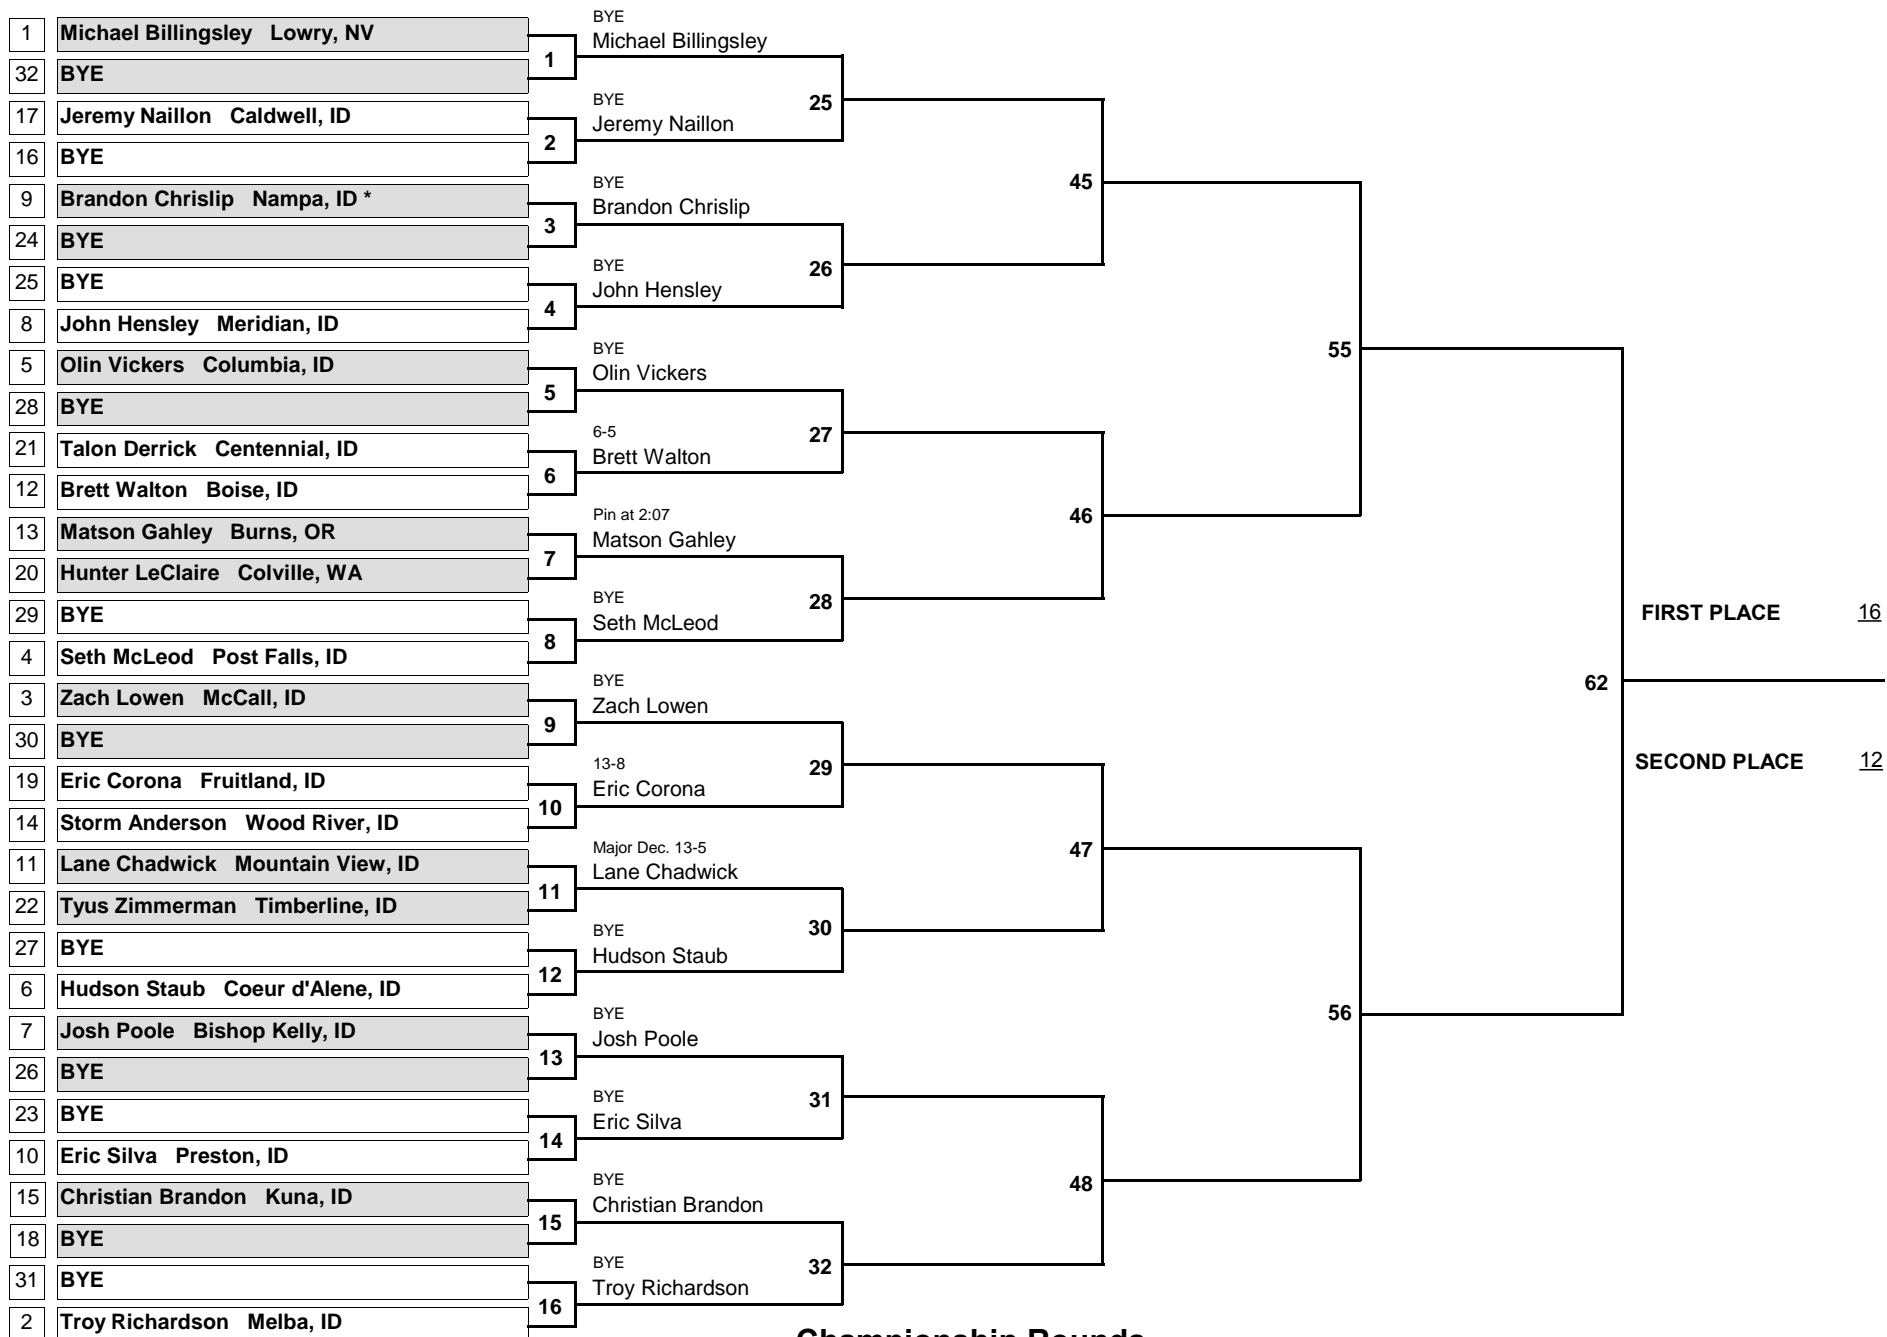 1 Michael Billingsley Lowry, NV
32 BYE
17 Jeremy Naillon Caldwell, ID
16 BYE
9 Brandon Chrislip Nampa, ID *
24 BYE
25 BYE
8 John Hensley Meridian, ID
5 Olin Vickers Columbia, ID
28 BYE
21 Talon Derrick Centennial, ID
12 Brett Walton Boise, ID
13 Matson Gahley Burns, OR
20 Hunter LeClaire Colville, WA
29 BYE
4 Seth McLeod Post Falls, ID
3 Zach Lowen McCall, ID
30 BYE
19 Eric Corona Fruitland, ID
14 Storm Anderson Wood River, ID
11 Lane Chadwick Mountain View, ID
22 Tyus Zimmerman Timberline, ID
27 BYE
6 Hudson Staub Coeur d'Alene, ID
7 Josh Poole Bishop Kelly, ID
26 BYE
23 BYE
10 Eric Silva Preston, ID
15 Christian Brandon Kuna, ID
18 BYE
31 BYE
2 Troy Richardson Melba, ID
1
2
3
4
5
6
7
8
9
10
11
12
13
14
15
16
BYE
Michael Billingsley
BYE
Jeremy Naillon
BYE
Brandon Chrislip
BYE
John Hensley
BYE
Olin Vickers
6-5
Brett Walton
Pin at 2:07
Matson Gahley
BYE
Seth McLeod
BYE
Zach Lowen
13-8
Eric Corona
Major Dec. 13-5
Lane Chadwick
BYE
Hudson Staub
BYE
Josh Poole
BYE
Eric Silva
BYE
Christian Brandon
BYE
Troy Richardson
25
26
27
28
29
30
31
32
45
46
47
48
55
56
62
FIRST PLACE 16
SECOND PLACE 12
Championship Rounds